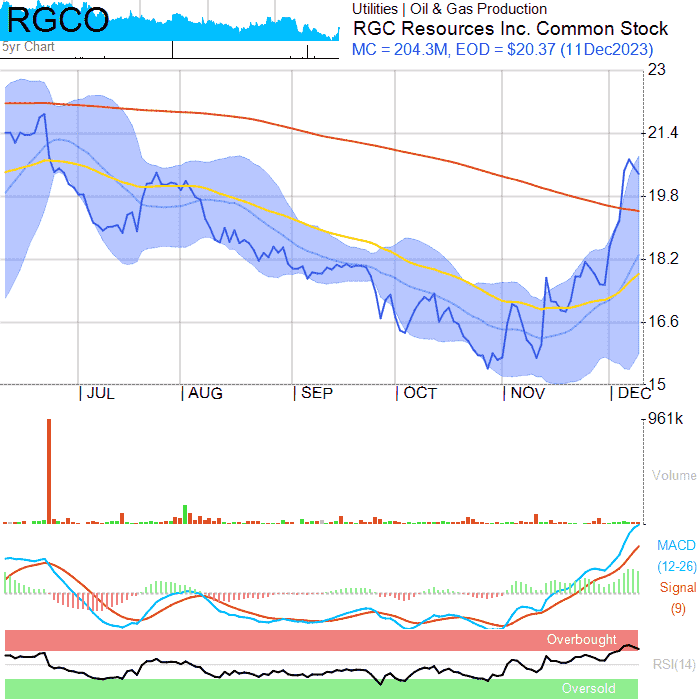 RGCO
5yr Chart
Utilities | Oil & Gas Production
RGC Resources Inc. Common Stock
MC = 204.3M, EOD = $20.37 (11Dec2023)
23
21.4
19.8
18.2
16.6
15
JUL AUG SEP OCT NOV DEC
961k
Volume
MACD
(12-26)
Signal
(9)
Overbought
RSI(14)
Oversold